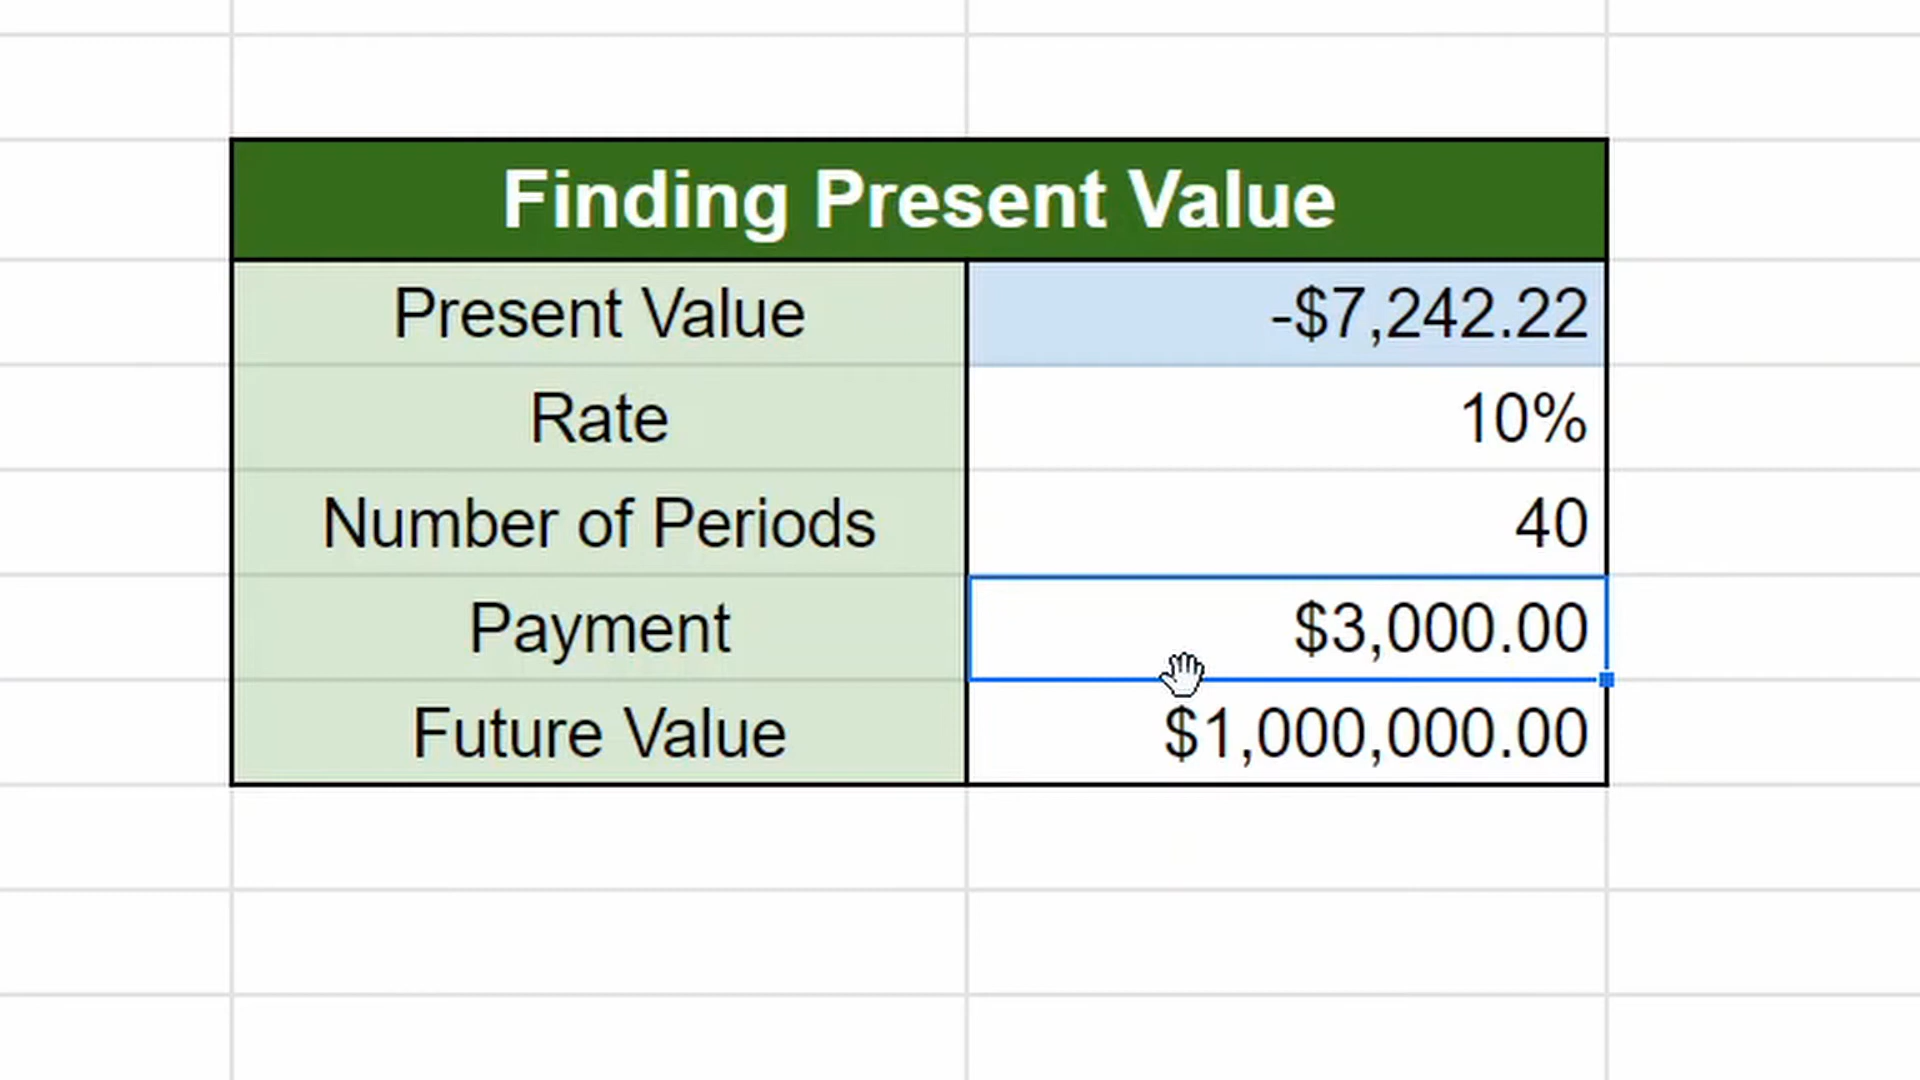 Finding Present Value
Present Value -$7,242.22
Rate 10%
Number of Periods 40
Payment $3,000.00
Future Value $1,000,000.00